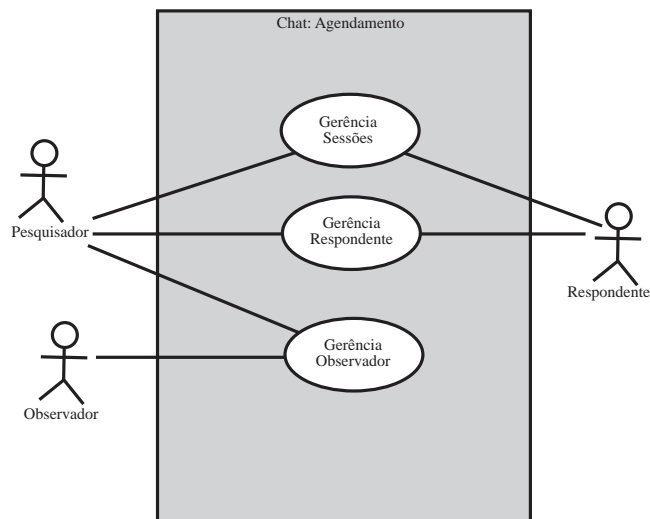 Chat: Agendamento
Gerência
Sessões
Pesquisador
Gerência
Respondente
Respondente
Gerência
Observador
Observador